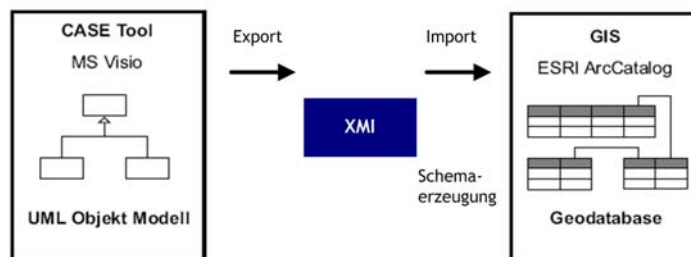 CASE Tool
MS Visio
UML Objekt Modell
Export
XMI
Import
Schema-
erzeugung
GIS
ESRI ArcCatalog
Geodatabase